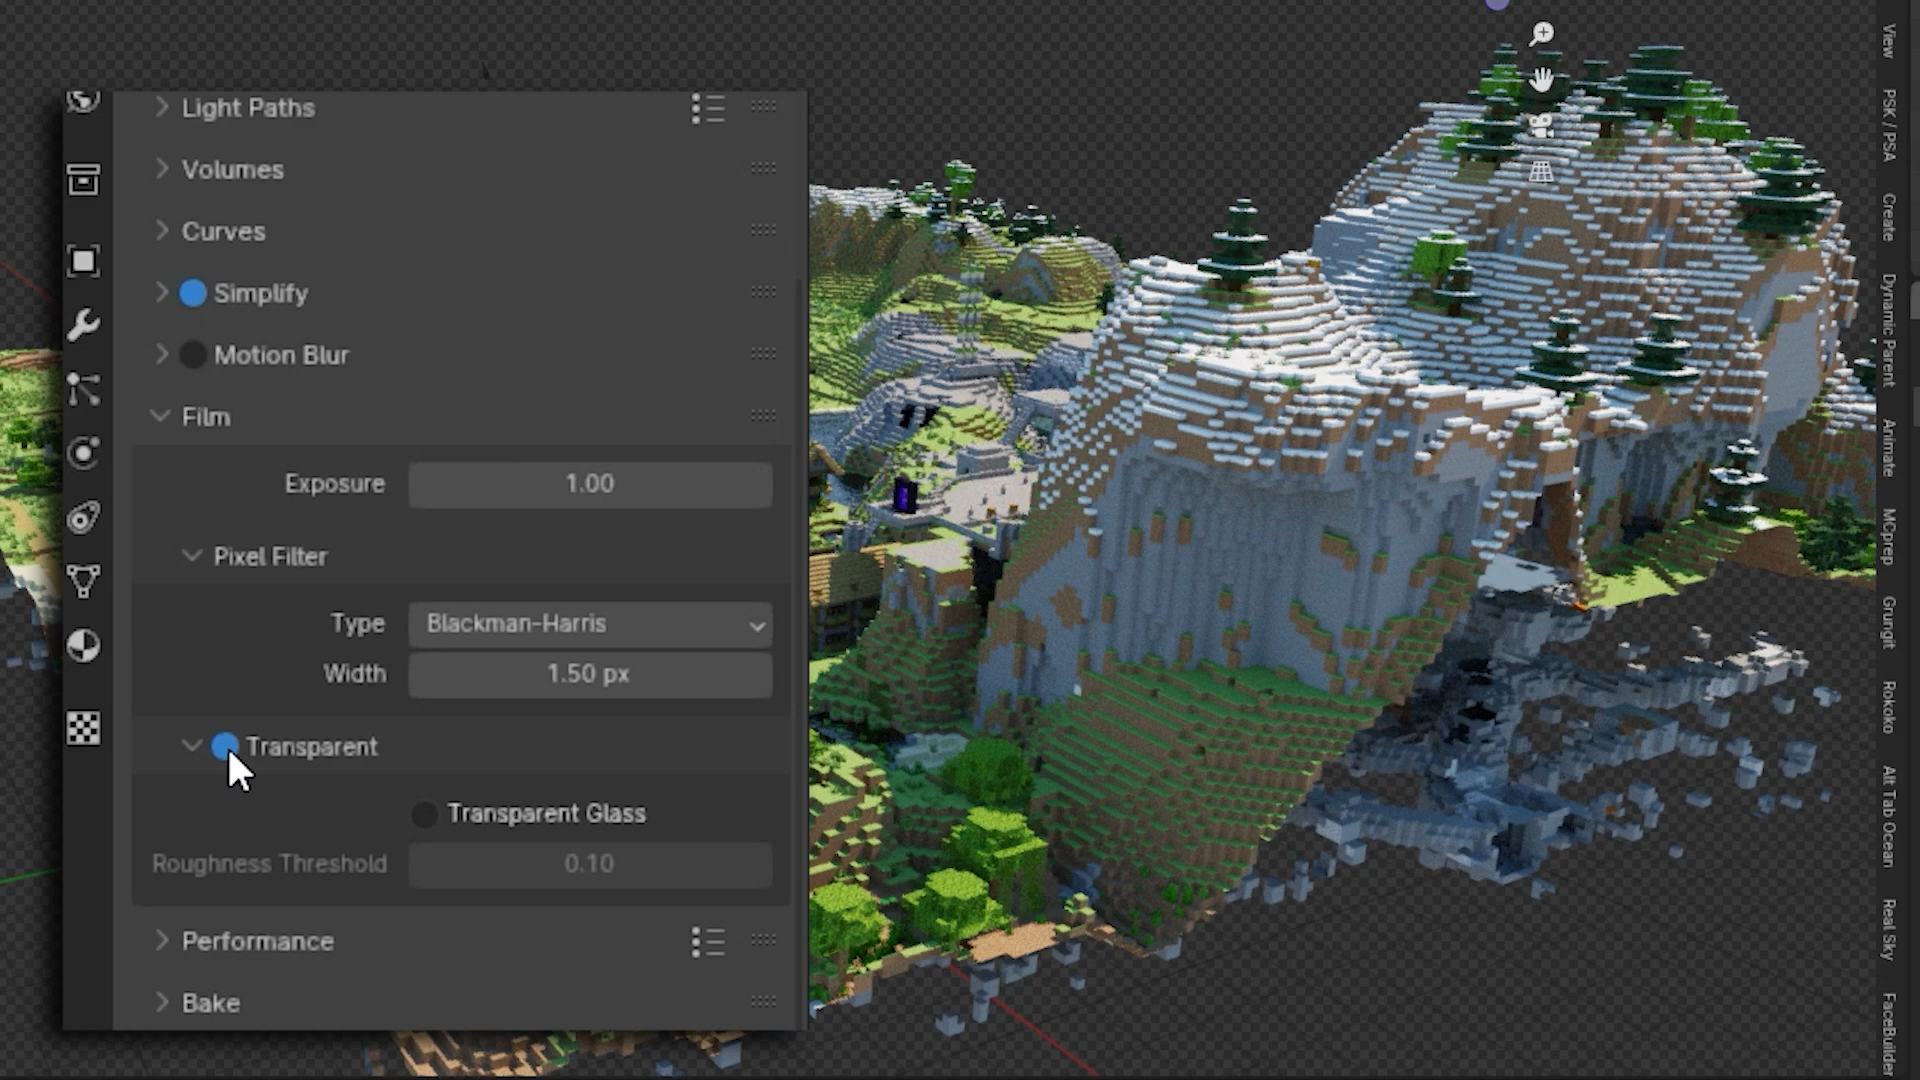 Light Paths
Volumes
Curves
Simplify
Motion Blur
Film
Exposure 1.00
Pixel Filter
Type Blackman-Harris
Width 1.50 px
Transparent
Transparent Glass
Roughness Threshold 0.10
Performance
Bake
View
PSK / PSA
Create
Dynamic Parent
Animate
MCprep
Grungit
Rokoko
Alt Tab Ocean
Real Sky
FaceBuilder